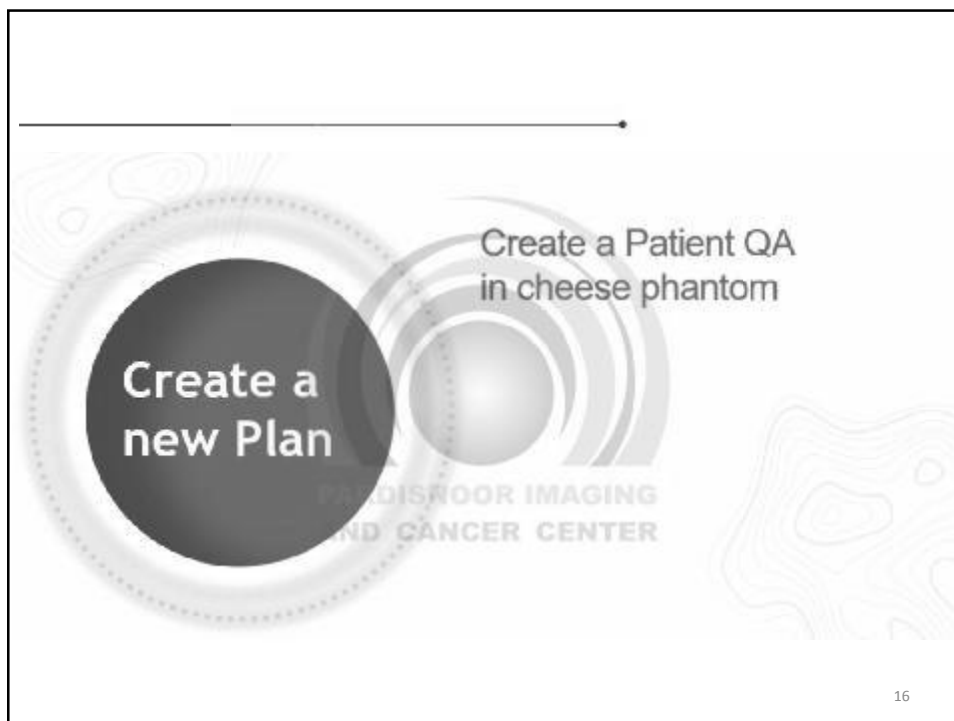 Create a Patient QA
in cheese phantom
Create a
new Plan
PARDISNOOR IMAGING
AND CANCER CENTER
16